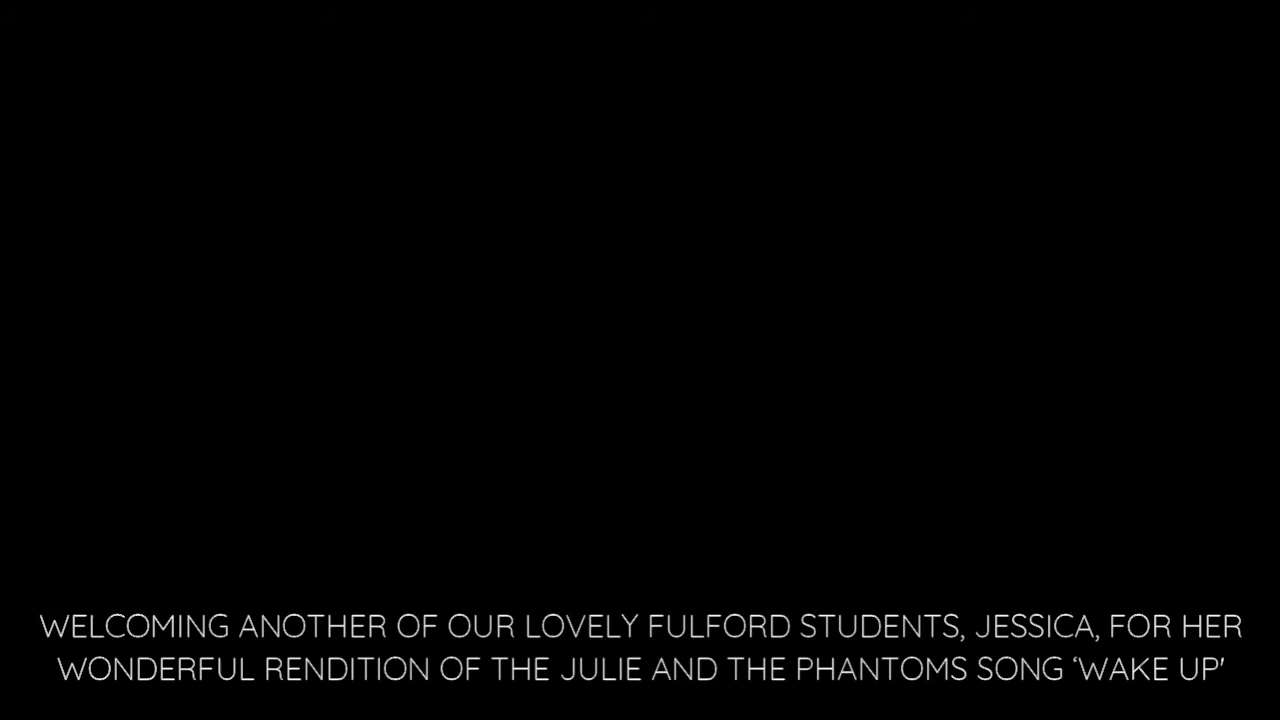 WELCOMING ANOTHER OF OUR LOVELY FULFORD STUDENTS, JESSICA, FOR HER
WONDERFUL RENDITION OF THE JULIE AND THE PHANTOMS SONG ‘WAKE UP'